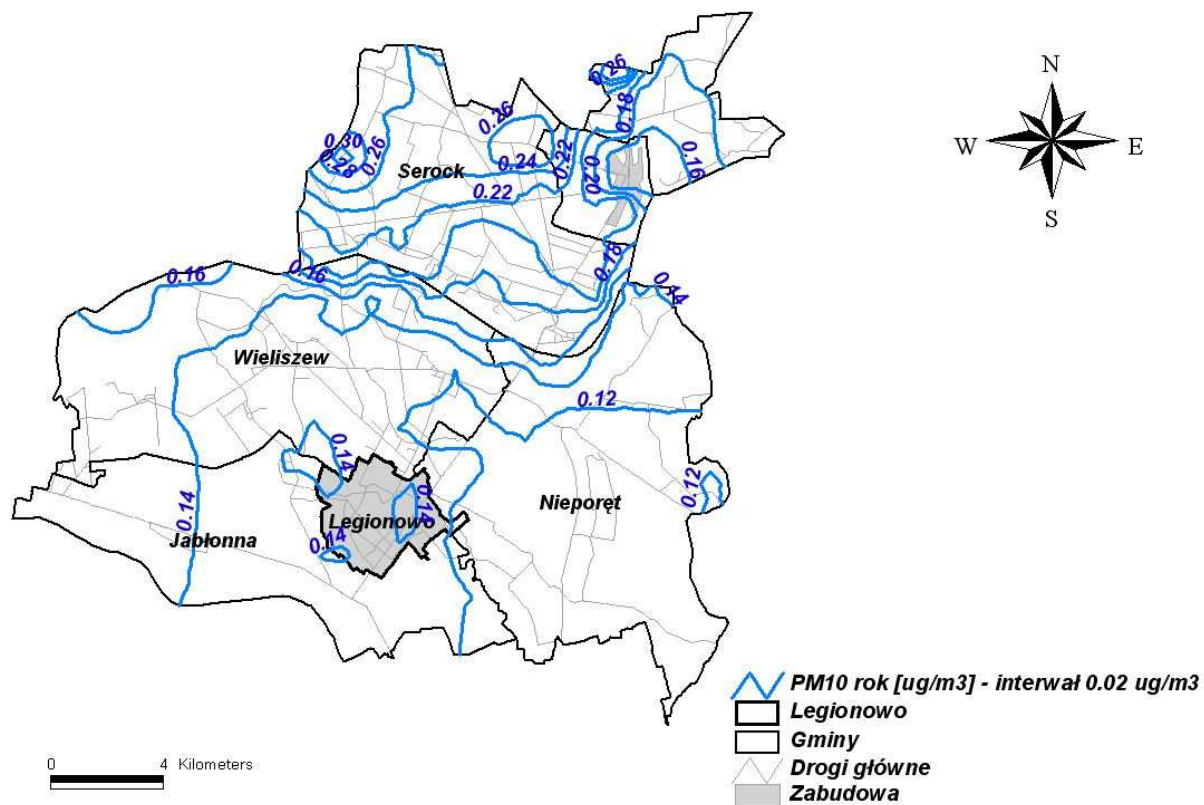 N
W
E
S
0.26
0.18
0.26
0.30
0.28
0.26
0.22
0.24
0.20
0.16
Serock
0.22
0.18
0.16
0.16
0.14
Wieliszew
0.12
0.14
0.12
0.14
0.14
Nieporęt
Legionowo
0.14
Jabłonna
PM10 rok [ug/m3] - interwał 0.02 ug/m3
Legionowo
Gminy
Drogi główne
Zabudowa
0 4 Kilometers